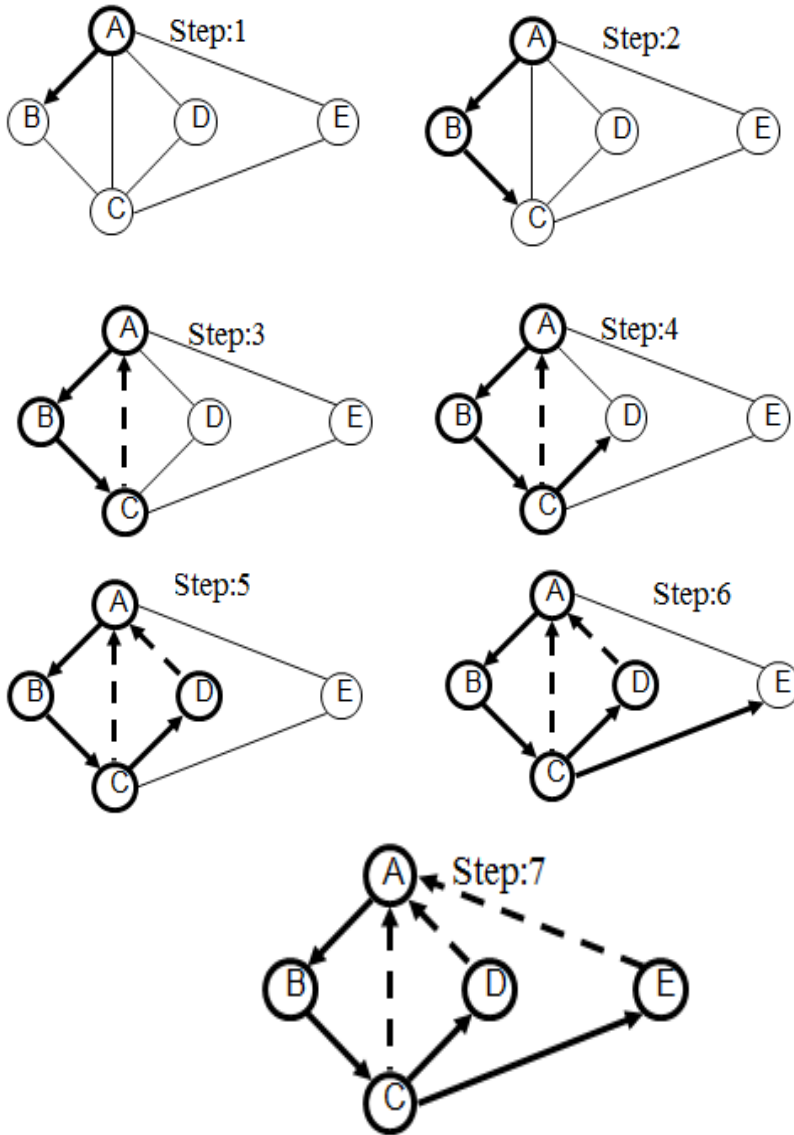 A Step:1
B D E
C
A Step:2
B D E
C
A Step:3
B D E
C
A Step:4
B D E
C
A Step:5
B D E
C
A Step:6
B D E
C
A Step:7
B D E
C